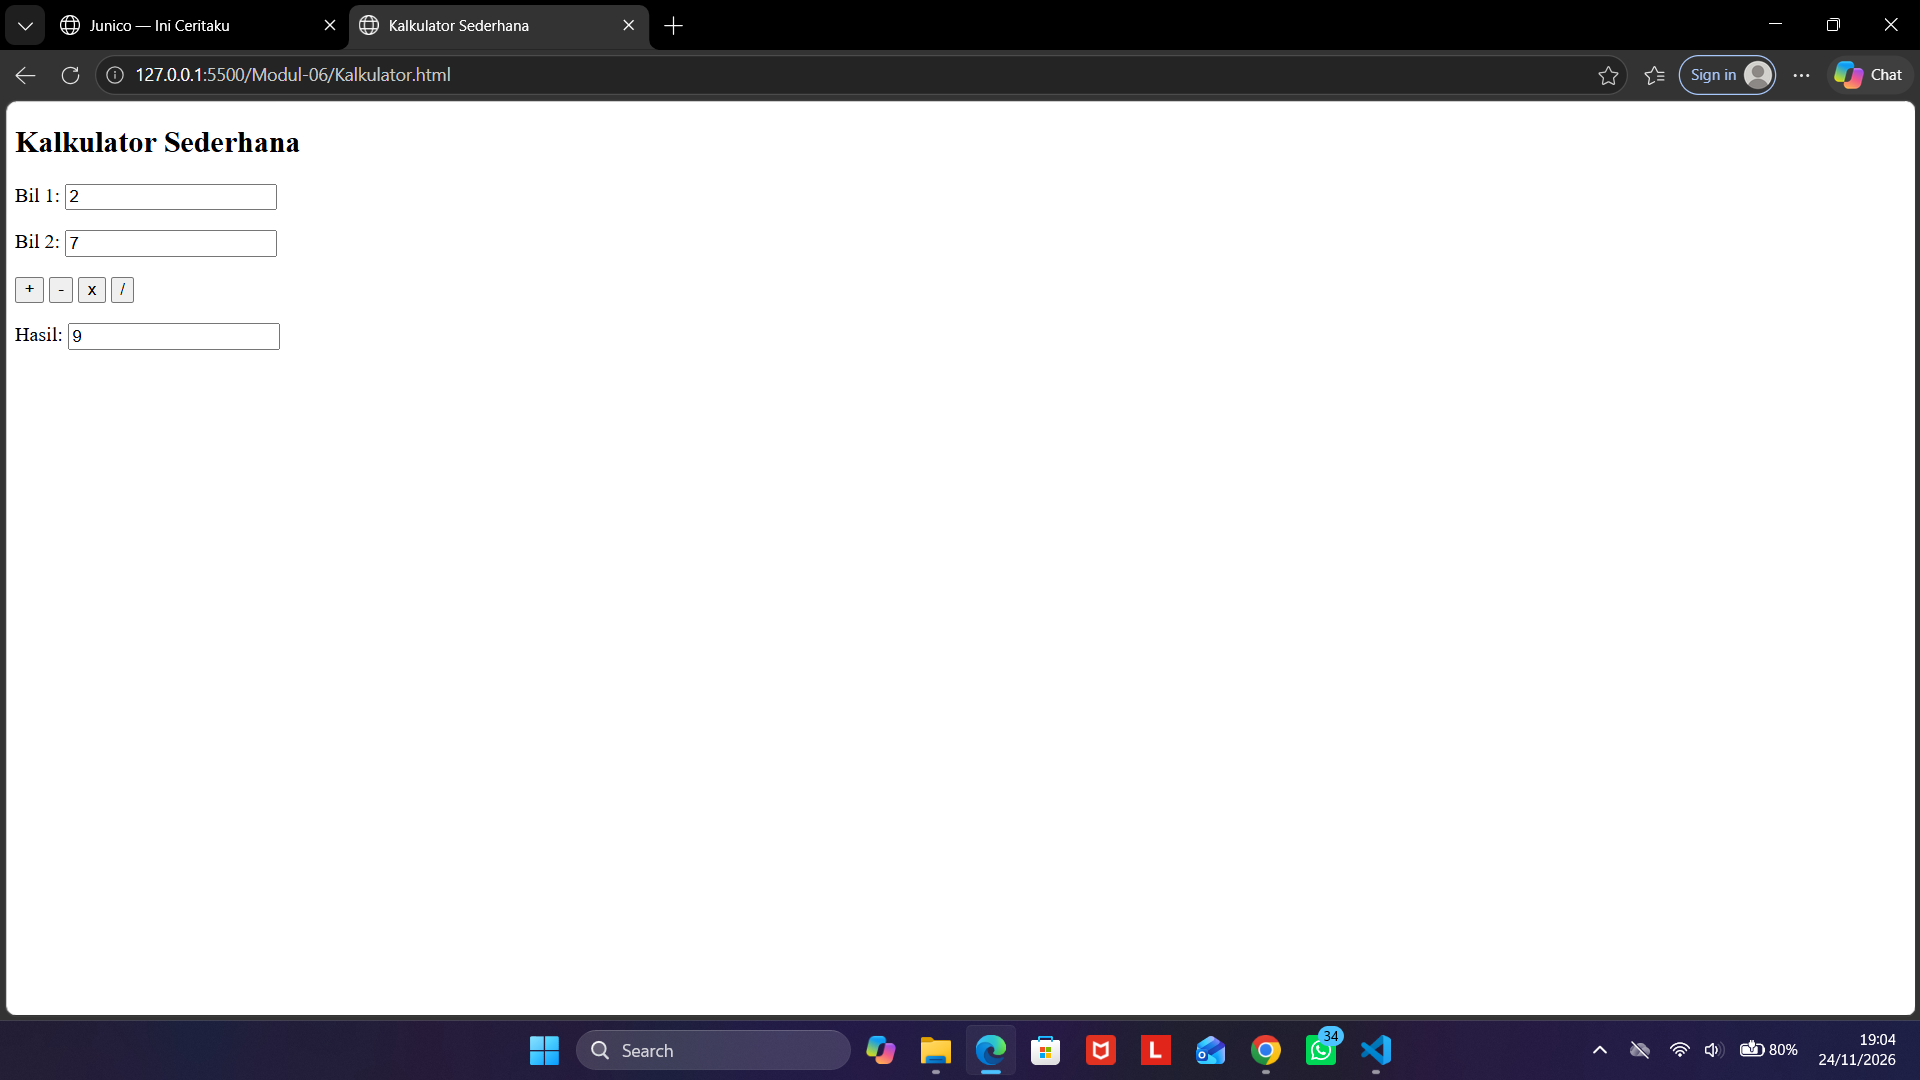 Junico — Ini Ceritaku
Kalkulator Sederhana
127.0.0.1:5500/Modul-06/Kalkulator.html
Sign in
Chat
Kalkulator Sederhana
Bil 1: 2
Bil 2: 7
+ - x /
Hasil: 9
Search
L
34
80%
19:04
24/11/2026